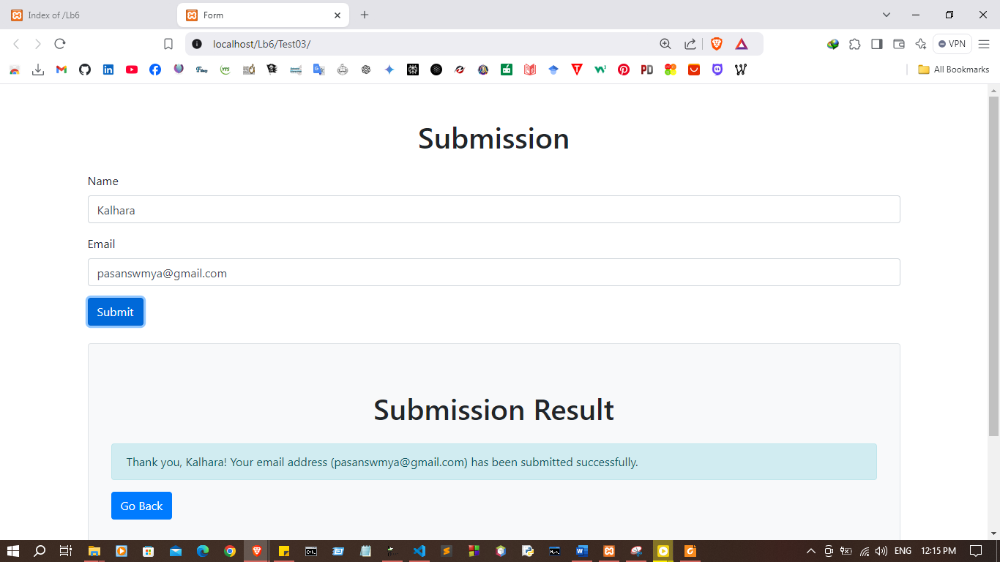 Index of /Lb6
Form
localhost/Lb6/Test03/
VPN
All Bookmarks
Submission
Name
Kalhara
Email
pasanswmya@gmail.com
Submit
Submission Result
Thank you, Kalhara! Your email address (pasanswmya@gmail.com) has been submitted successfully.
Go Back
ENG
12:15 PM